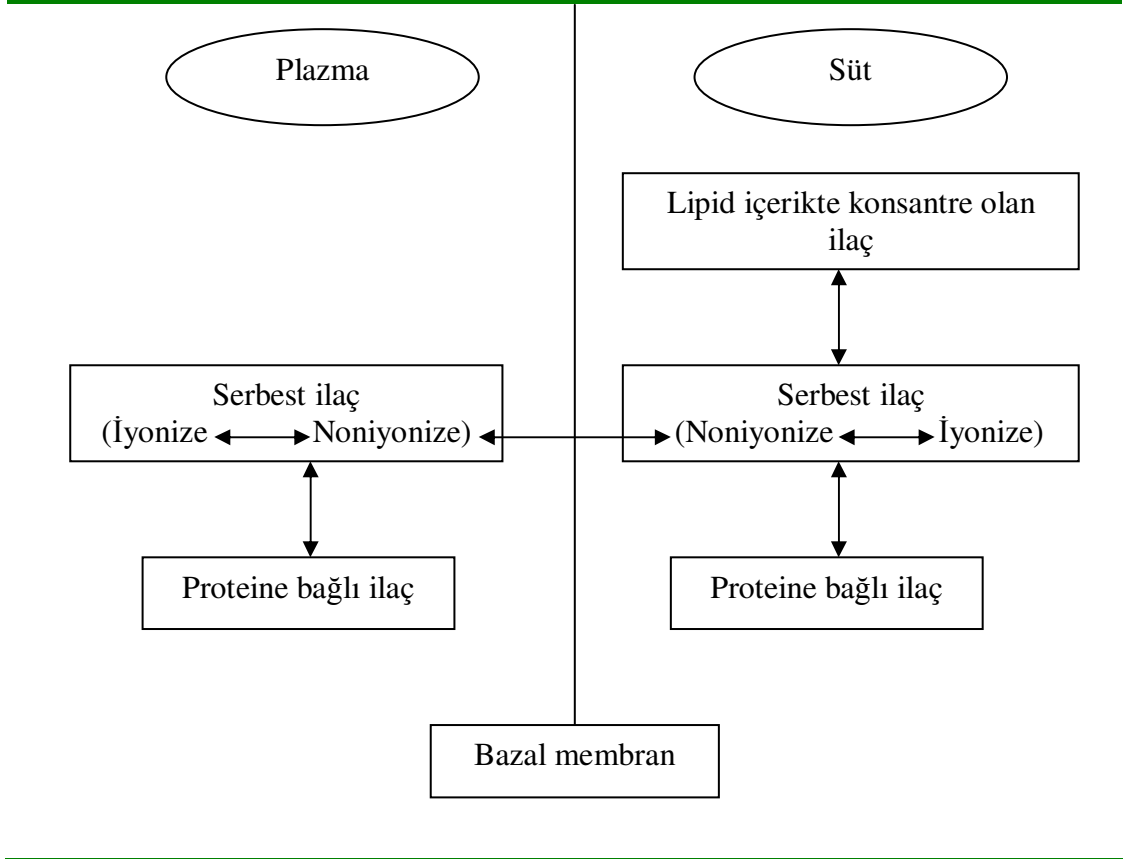 Plazma
Süt
Lipid içerikte konsantre olan
ilaç
Serbest ilaç
(İyonize Noniyonize)
Serbest ilaç
(Noniyonize İyonize)
Proteine bağlı ilaç
Proteine bağlı ilaç
Bazal membran